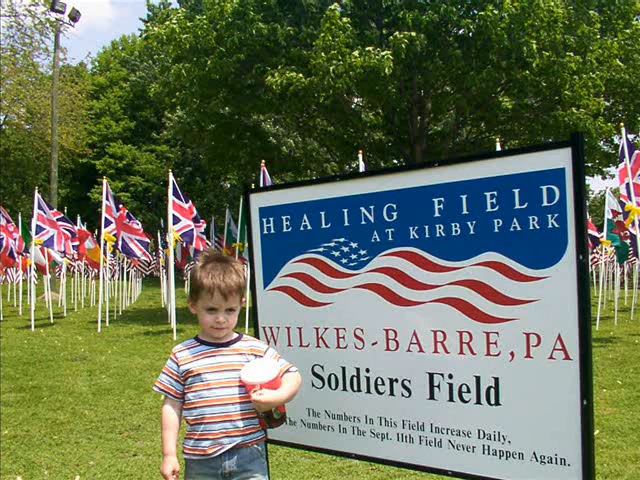 HEALING FIELD
AT KIRBY PARK
WILKES-BARRE, PA
Soldiers Field
The Numbers In This Field Increase Daily,
The Numbers In The Sept. 11th Field Never Happen Again.